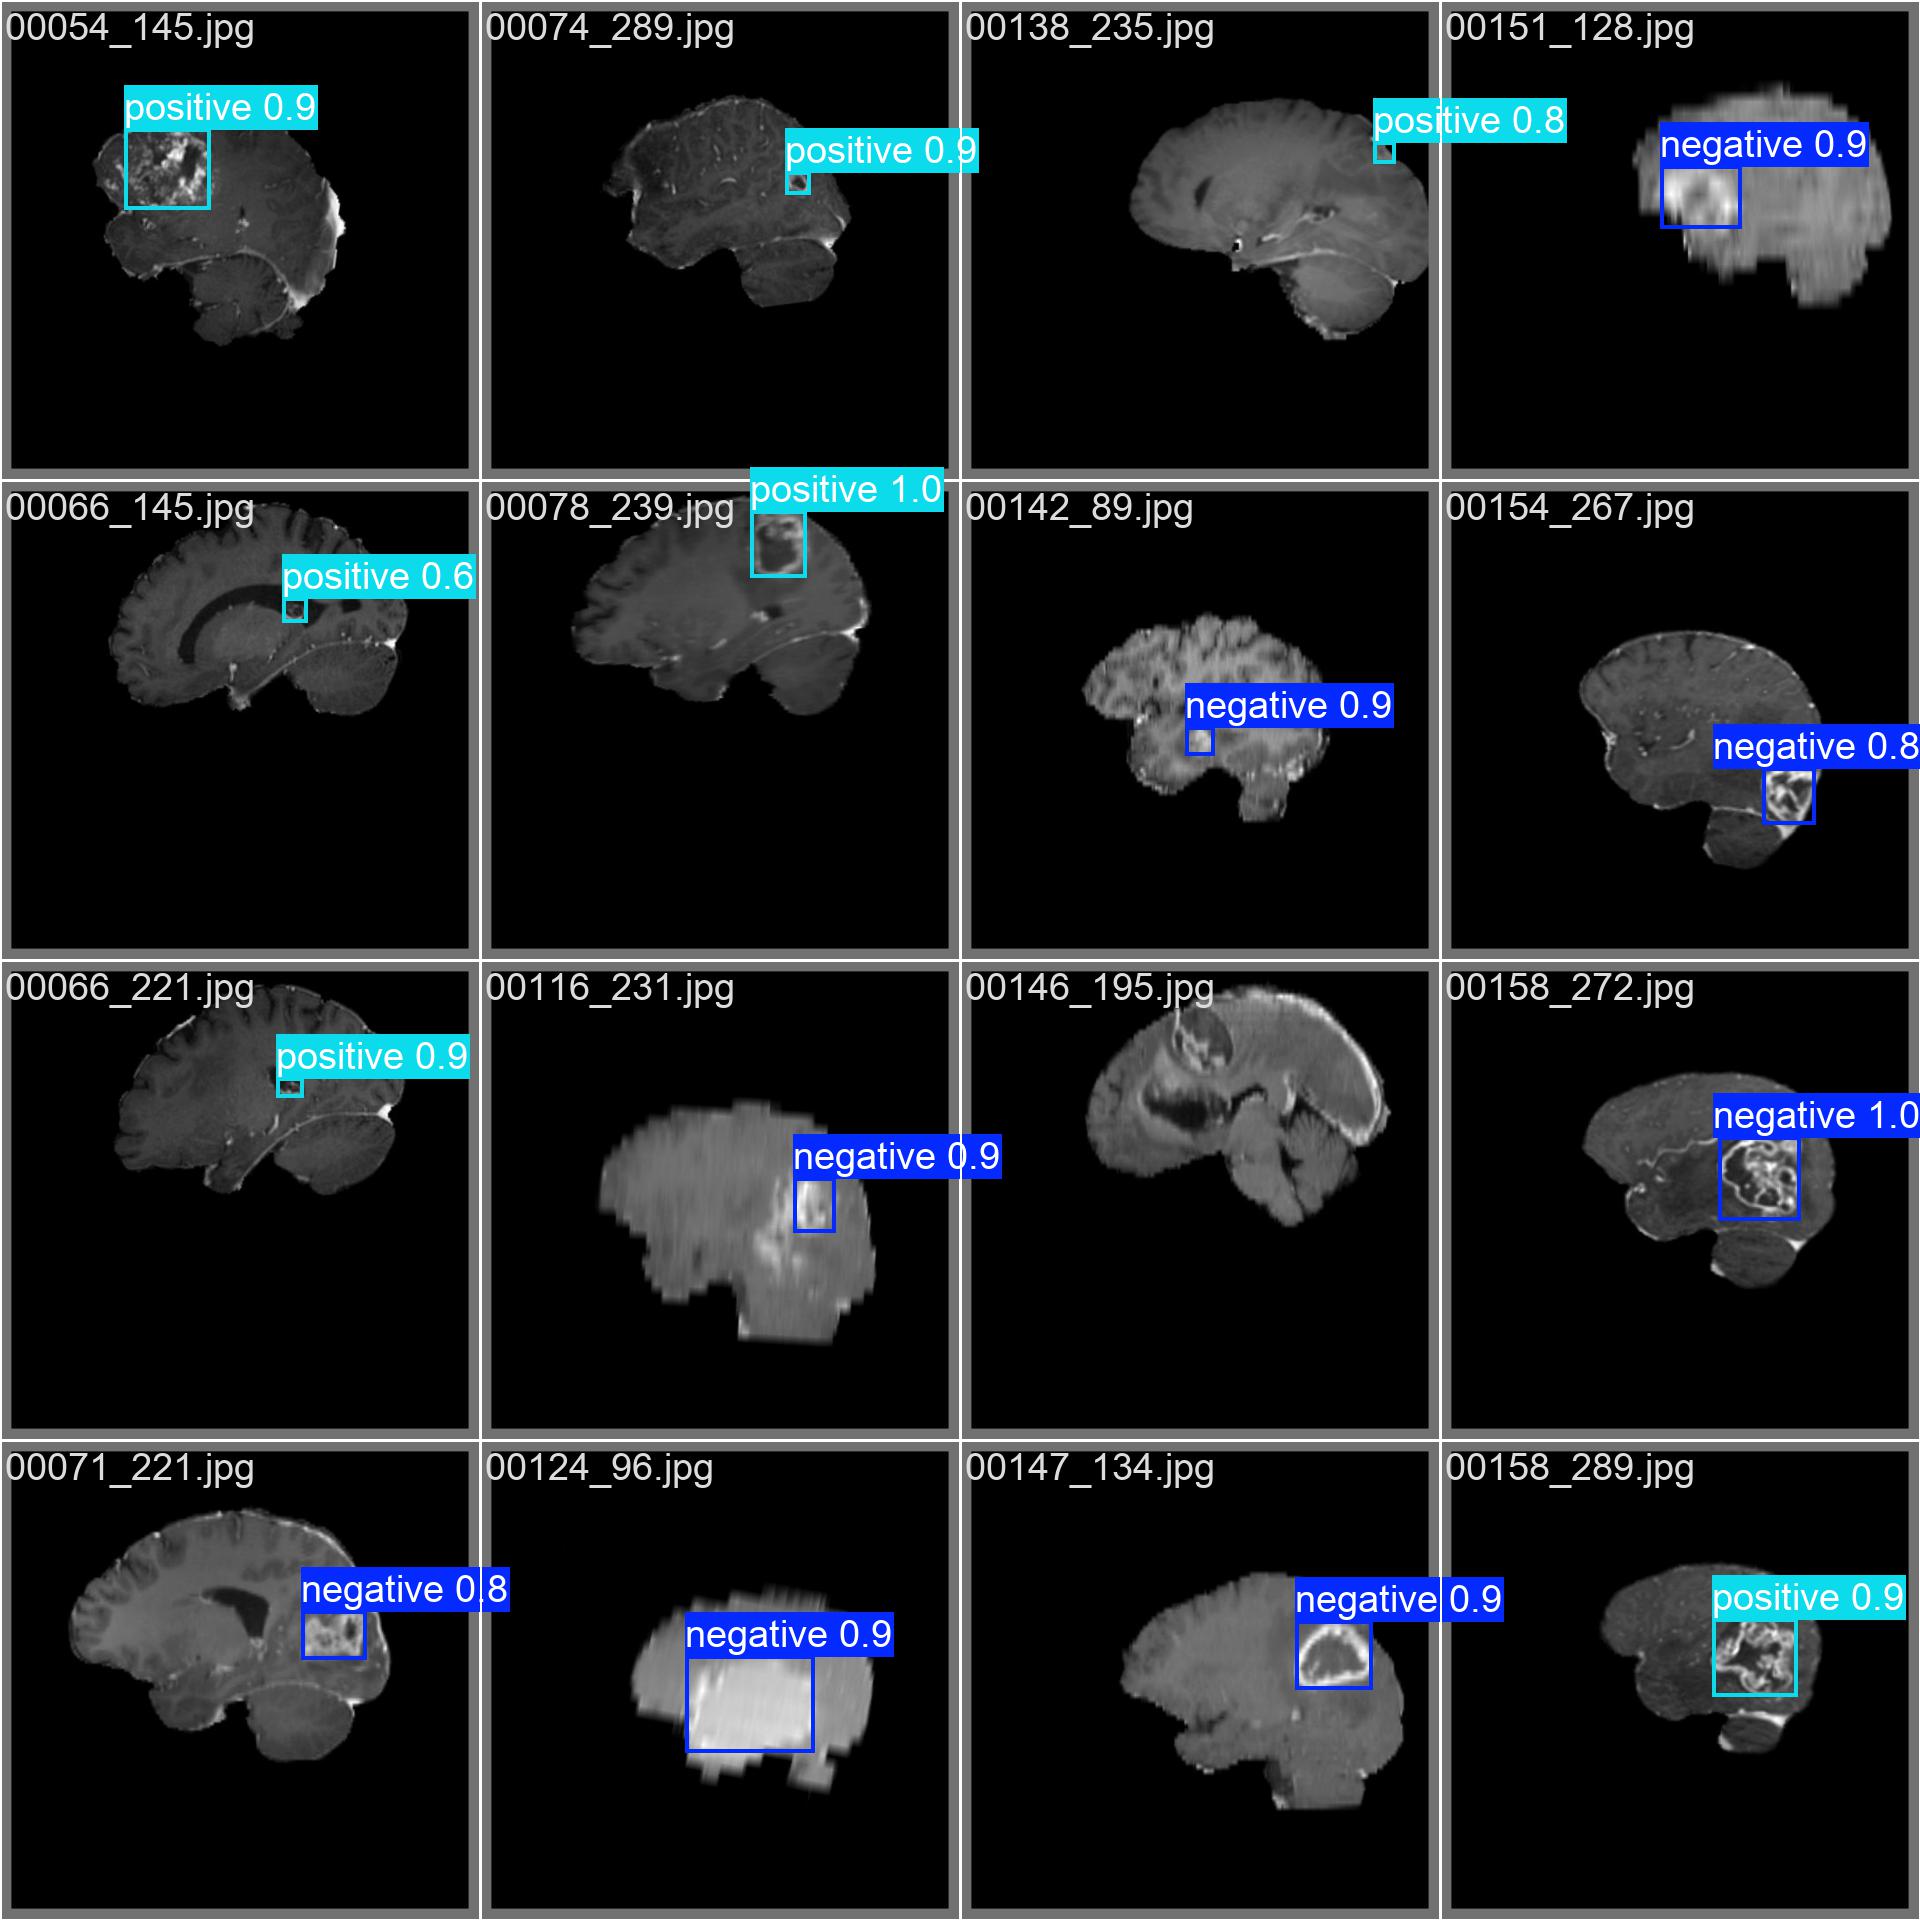 00054_145.jpg
positive 0.9
00074_289.jpg
positive 0.9
00138_235.jpg
positive 0.8
00151_128.jpg
negative 0.9
00066_145.jpg
positive 0.6
00078_239.jpg
positive 1.0
00142_89.jpg
negative 0.9
00154_267.jpg
negative 0.8
00066_221.jpg
positive 0.9
00116_231.jpg
negative 0.9
00146_195.jpg
00158_272.jpg
negative 1.0
00071_221.jpg
negative 0.8
00124_96.jpg
negative 0.9
00147_134.jpg
negative 0.9
00158_289.jpg
positive 0.9